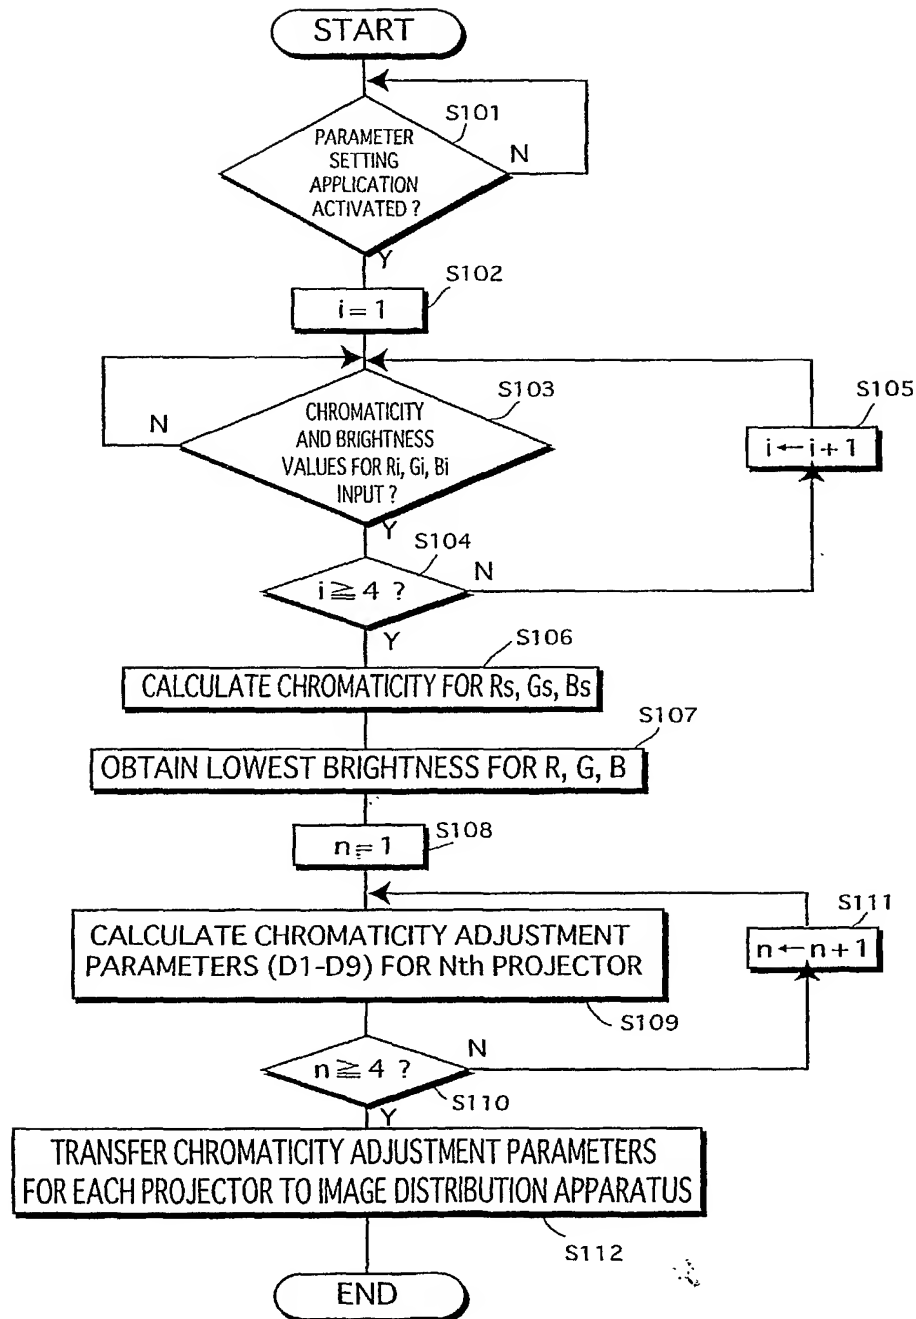 START
S101
PARAMETER
SETTING
APPLICATION
ACTIVATED ?
N
Y
S102
i = 1
S103
N
CHROMATICITY
AND BRIGHTNESS
VALUES FOR Ri, Gi, Bi
INPUT ?
S105
i ← i + 1
Y
S104
i ≧ 4 ?
N
Y
S106
CALCULATE CHROMATICITY FOR Rs, Gs, Bs
S107
OBTAIN LOWEST BRIGHTNESS FOR R, G, B
S108
n = 1
S111
n ← n + 1
CALCULATE CHROMATICITY ADJUSTMENT
PARAMETERS (D1-D9) FOR Nth PROJECTOR
S109
n ≧ 4 ?
N
S110
Y
TRANSFER CHROMATICITY ADJUSTMENT PARAMETERS
FOR EACH PROJECTOR TO IMAGE DISTRIBUTION APPARATUS
S112
END